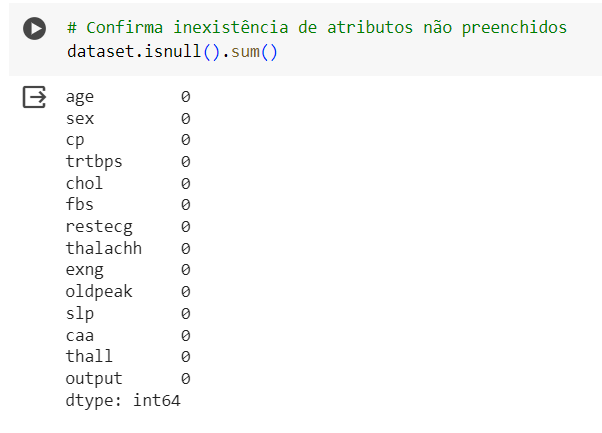 # Confirma inexistência de atributos não preenchidos
dataset.isnull().sum()
age 0
sex 0
cp 0
trtbps 0
chol 0
fbs 0
restecg 0
thalachh 0
exng 0
oldpeak 0
slp 0
caa 0
thall 0
output 0
dtype: int64